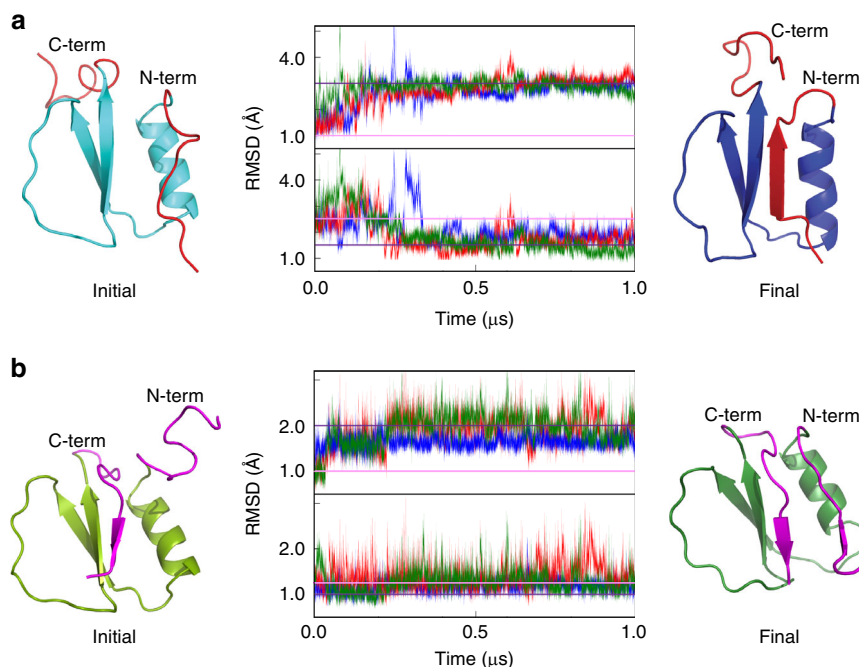 a
C-term
N-term
Initial
RMSD (Å)
4.0
1.0
4.0
1.0
0.0
0.5
1.0
Time (μs)
C-term
N-term
Final
b
N-term
C-term
Initial
RMSD (Å)
2.0
1.0
2.0
1.0
0.0
0.5
1.0
Time (μs)
C-term
N-term
Final